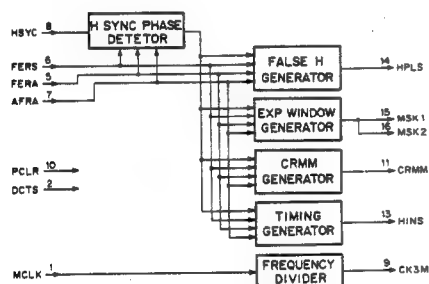 HSYC 8
H SYNC PHASE
DETETOR
FERS 6
FERA 5
AFRA 7
FALSE H
GENERATOR
14 HPLS
EXP WINDOW
GENERATOR
15 MSK1
16 MSK2
PCLR 10
DCTS 2
CRMM
GENERATOR
11 CRMM
TIMING
GENERATOR
13 HINS
MCLK 1
FREQUENCY
DIVIDER
9 CK3M